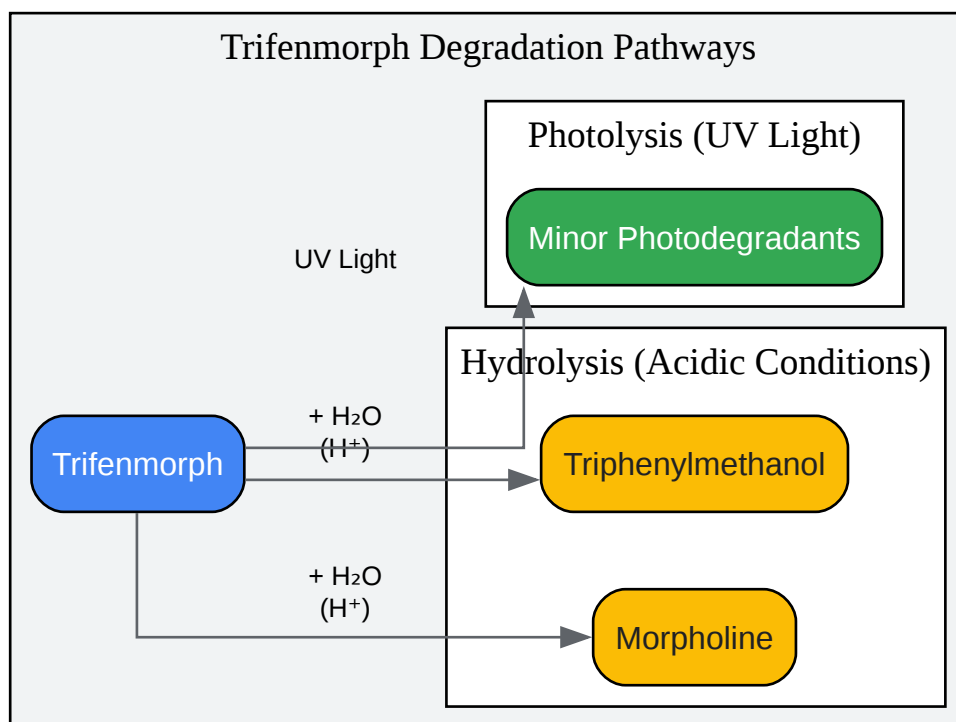 Trifenmorph Degradation Pathways
Photolysis (UV Light)
Minor Photodegradants
UV Light
Hydrolysis (Acidic Conditions)
+ H₂O
(H⁺)
Trifenmorph
Triphenylmethanol
+ H₂O
(H⁺)
Morpholine